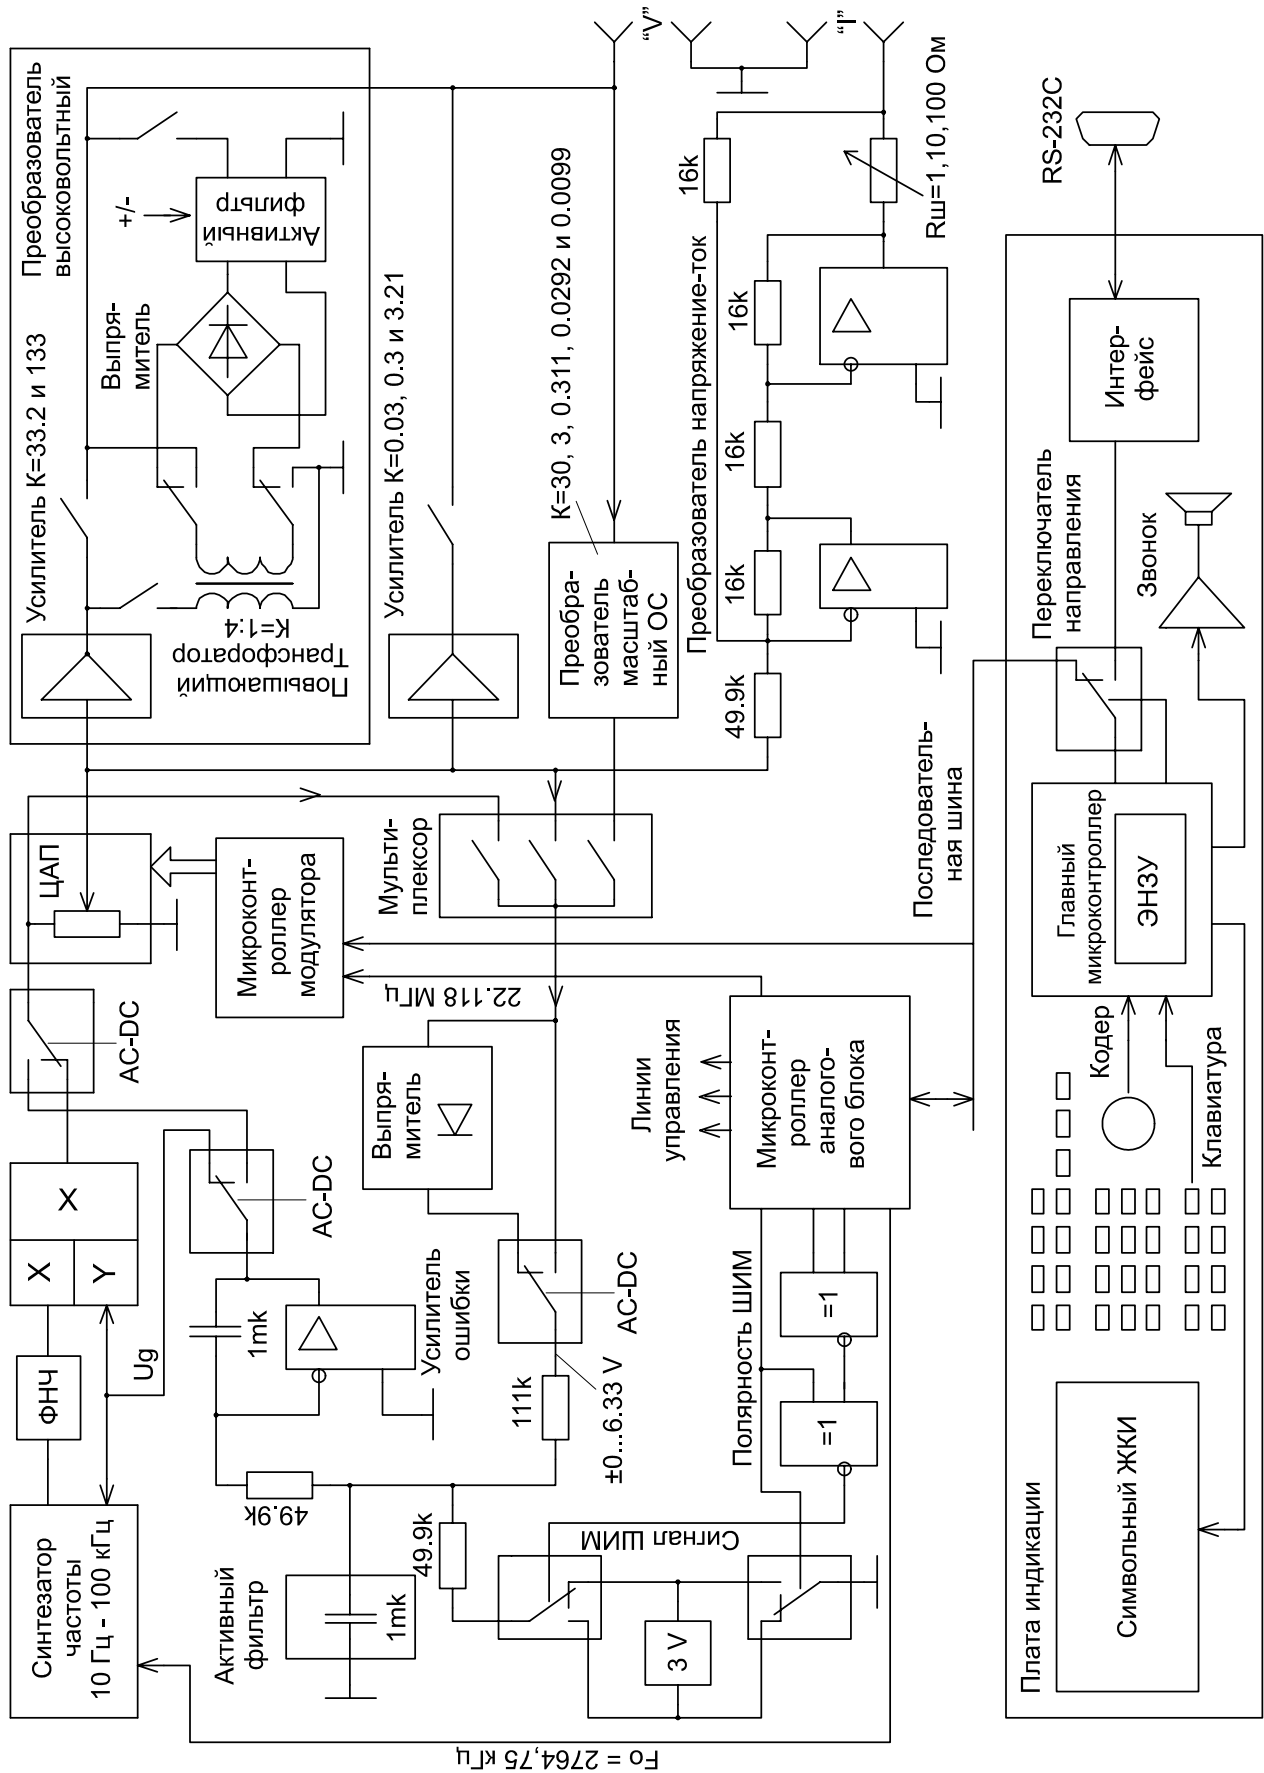 Преобразователь
высоковольтный
+/-
Активный
фильтр
Выпря-
митель
Усилитель К=33.2 и 133
Повышающий
Трансфоратор
К=1:4
Усилитель К=0.03, 0.3 и 3.21
К=30, 3, 0.311, 0.0292 и 0.0099
Преобра-
зователь
масштаб-
ный ОС
"V"
"I"
Преобразователь напряжение-ток
16k
16k
16k
16k
49.9k
Rш=1,10,100 Ом
ЦАП
Микроконт-
роллер
модулятора
Мульти-
плексор
22.118 МГц
AC-DC
X
X
Y
ФНЧ
Ug
AC-DC
1mk
Усилитель
ошибки
Выпря-
митель
AC-DC
111k
±0...6.33 V
49.9k
49.9k
Синтезатор
частоты
10 Гц - 100 кГц
Активный
фильтр
1mk
Сигнал ШИМ
3 V
Полярность ШИМ
=1
=1
Линии
управления
Микроконт-
роллер
аналого-
вого блока
Fo = 2764,75 кГц
Последователь-
ная шина
RS-232C
Интер-
фейс
Переключатель
направления
Звонок
Главный
микроконтроллер
ЭНЗУ
Кодер
Клавиатура
Плата индикации
Символьный ЖКИ